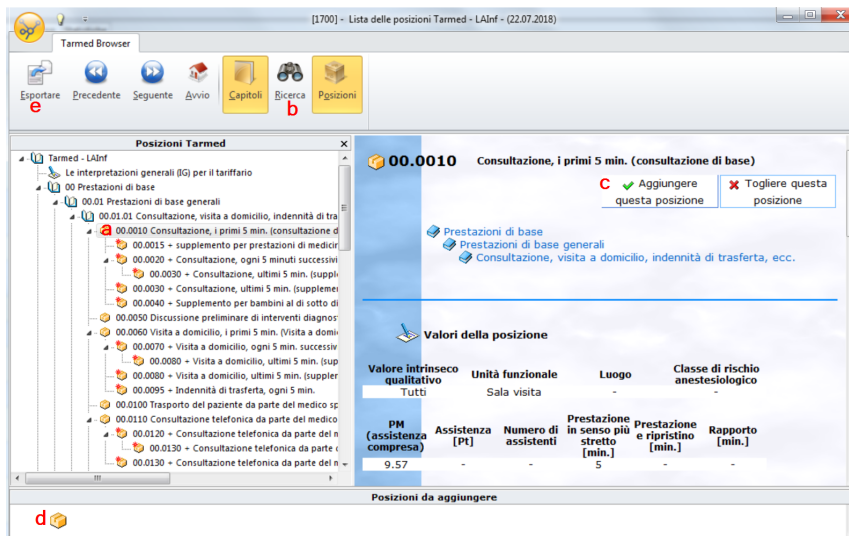 [1700] - Lista delle posizioni Tarmed - LAInf - (22.07.2018)
Tarmed Browser
Esportare
Precedente
Seguente
Avvio
Capitoli
Ricerca
Posizioni
e
b
Posizioni Tarmed
Tarmed - LAInf
Le interpretazioni generali (IG) per il tariffario
00 Prestazioni di base
00.01 Prestazioni di base generali
00.01.01 Consultazione, visita a domicilio, indennità di tra
a 00.0010 Consultazione, i primi 5 min. (consultazione d
00.0015 + supplemento per prestazioni di medicin
00.0020 + Consultazione, ogni 5 minuti successivi
00.0030 + Consultazione, ultimi 5 min. (supple
00.0030 + Consultazione, ultimi 5 min. (supplemen
00.0040 + Supplemento per bambini al di sotto di
00.0050 Discussione preliminare di interventi diagnost
00.0060 Visita a domicilio, i primi 5 min. (Visita a domi
00.0070 + Visita a domicilio, ogni 5 min. successiv
00.0080 + Visita a domicilio, ultimi 5 min. (sup
00.0080 + Visita a domicilio, ultimi 5 min. (supplem
00.0095 + Indennità di trasferta, ogni 5 min.
00.0100 Trasporto del paziente da parte del medico sp
00.0110 Consultazione telefonica da parte del medico
00.0120 + Consultazione telefonica da parte del m
00.0130 + Consultazione telefonica da parte d
00.0130 + Consultazione telefonica da parte del m
00.0010 Consultazione, i primi 5 min. (consultazione di base)
c Aggiungere questa posizione
Togliere questa posizione
Prestazioni di base
Prestazioni di base generali
Consultazione, visita a domicilio, indennità di trasferta, ecc.
Valori della posizione
Valore intrinseco qualitativo
Unità funzionale
Luogo
Classe di rischio anestesiologico
Tutti
Sala visita
-
-
PM (assistenza compresa)
Assistenza [Pt]
Numero di assistenti
Prestazione in senso più stretto [min.]
Prestazione e ripristino [min.]
Rapporto [min.]
9.57
-
-
5
-
-
Posizioni da aggiungere
d